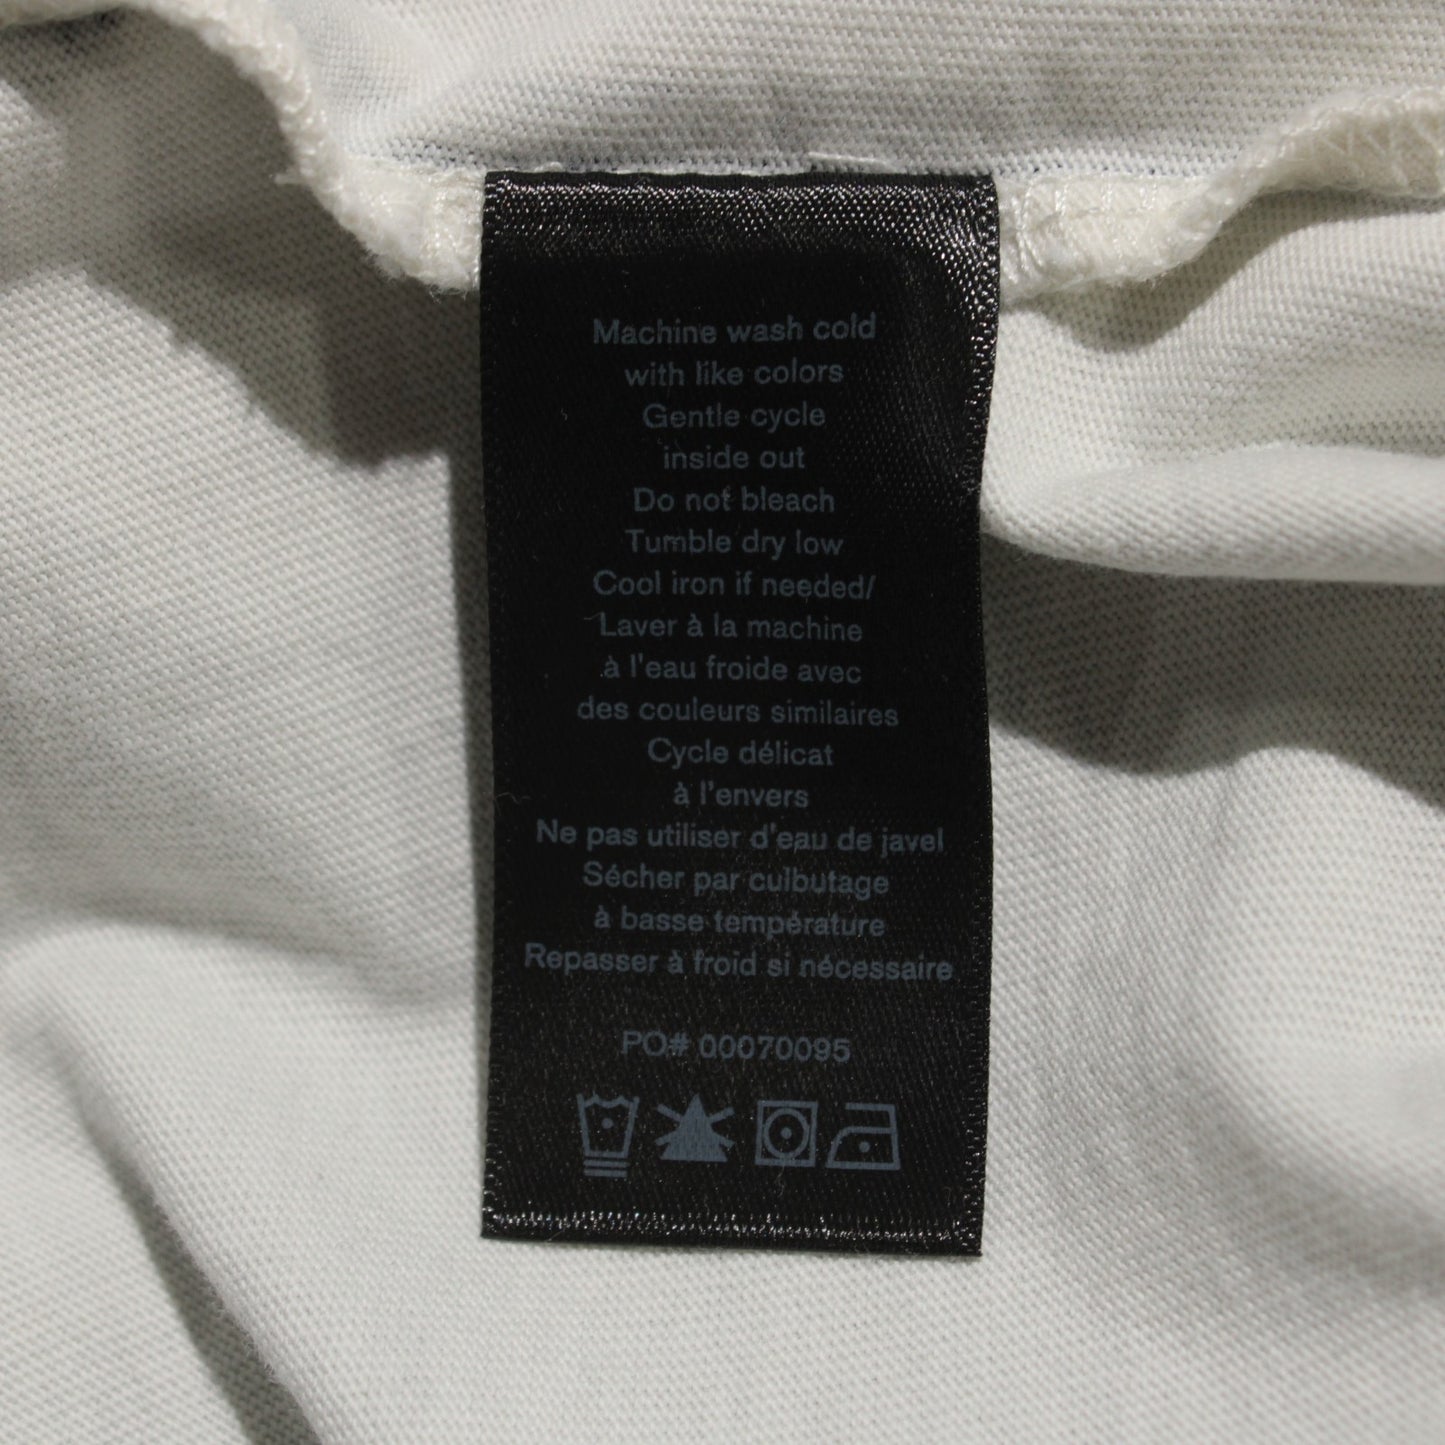 Machine wash cold
with like colors
Gentle cycle
inside out
Do not bleach
Tumble dry low
Cool iron if needed/
Laver à la machine
à l'eau froide avec
des couleurs similaires
Cycle délicat
à l'envers
Ne pas utiliser d'eau de javel
Sécher par culbutage
à basse température
Repasser à froid si nécessaire
PO# 00070095